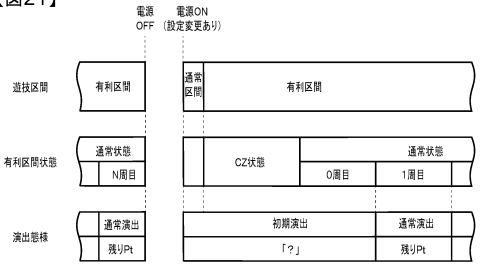 【図21】
電源 電源ON
OFF (設定変更あり)
遊技区間 有利区間 通常区間 有利区間
有利区間状態 通常状態 N周目 CZ状態 通常状態 0周目 1周目
演出態様 通常演出 残りPt 初期演出 「?」 通常演出 残りPt